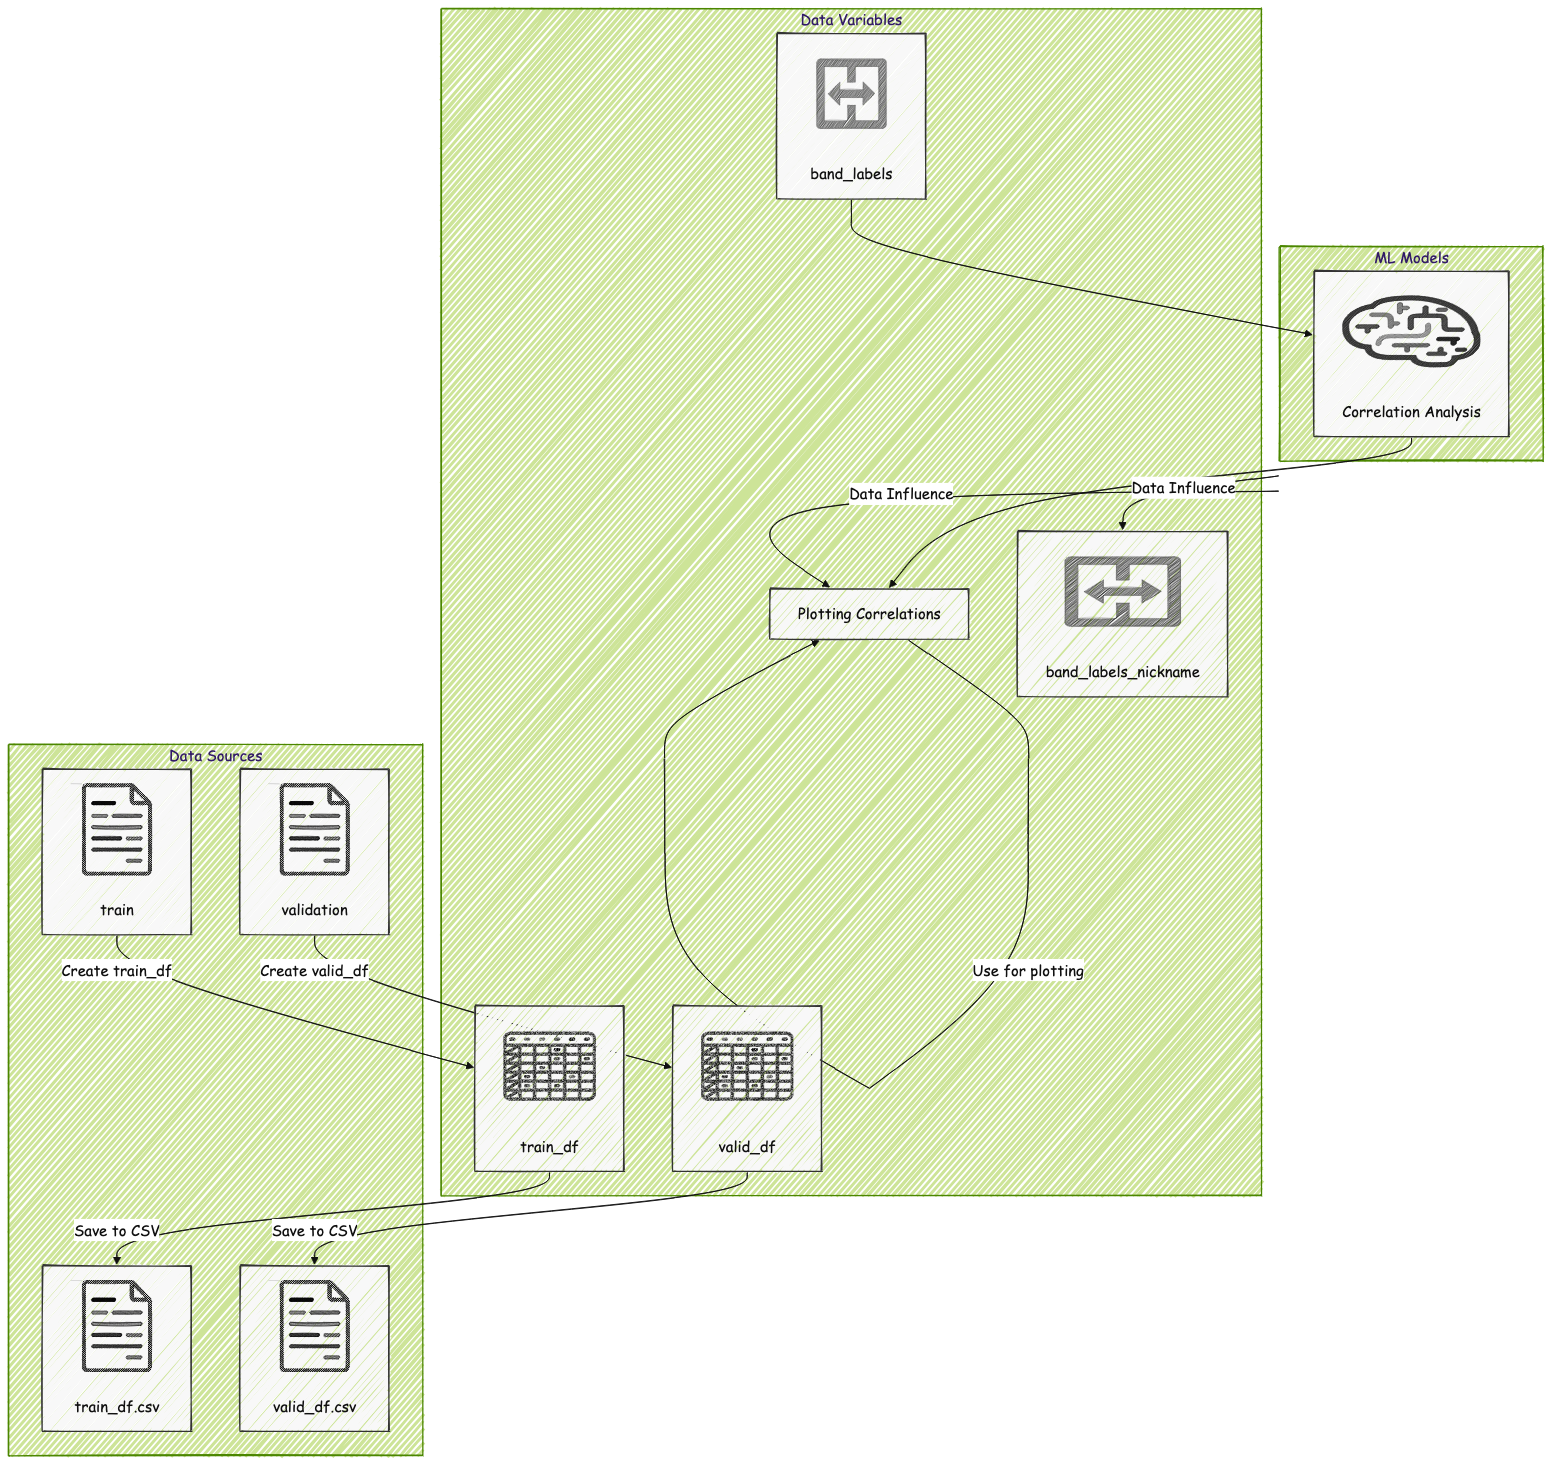 Data Variables
band_labels
ML Models
Correlation Analysis
Data Influence
Data Influence
Plotting Correlations
band_labels_nickname
Data Sources
train
validation
Create train_df
Create valid_df
Use for plotting
train_df
valid_df
Save to CSV
Save to CSV
train_df.csv
valid_df.csv